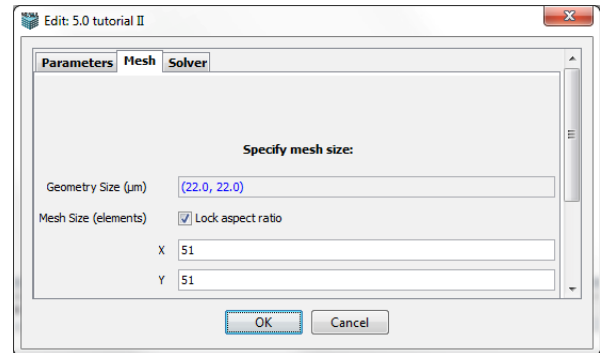 Edit: 5.0 tutorial II
Parameters Mesh Solver
Specify mesh size:
Geometry Size (µm) (22.0, 22.0)
Mesh Size (elements) Lock aspect ratio
X 51
Y 51
OK Cancel